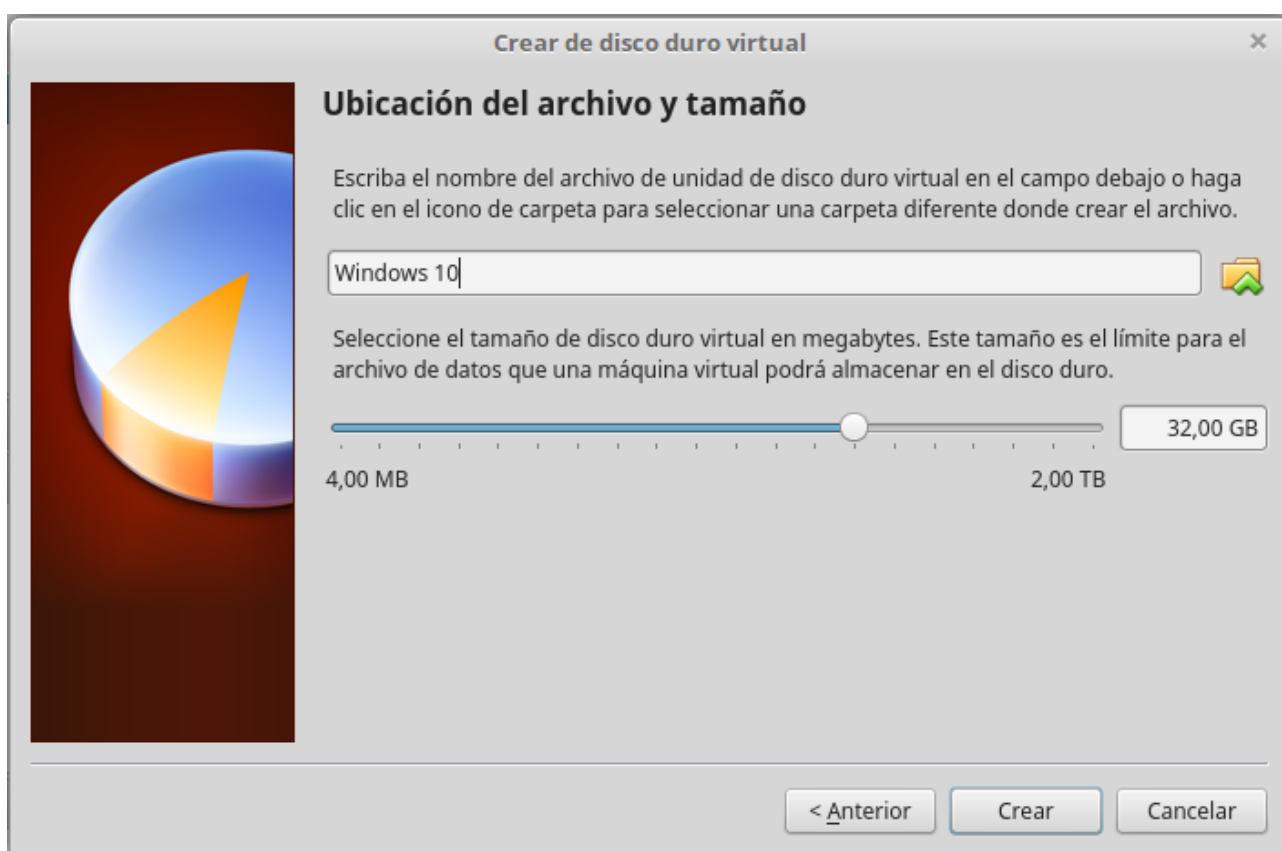 Crear de disco duro virtual
Ubicación del archivo y tamaño
Escriba el nombre del archivo de unidad de disco duro virtual en el campo debajo o haga
clic en el icono de carpeta para seleccionar una carpeta diferente donde crear el archivo.
Windows 10
Seleccione el tamaño de disco duro virtual en megabytes. Este tamaño es el límite para el
archivo de datos que una máquina virtual podrá almacenar en el disco duro.
32,00 GB
4,00 MB 2,00 TB
< Anterior Crear Cancelar